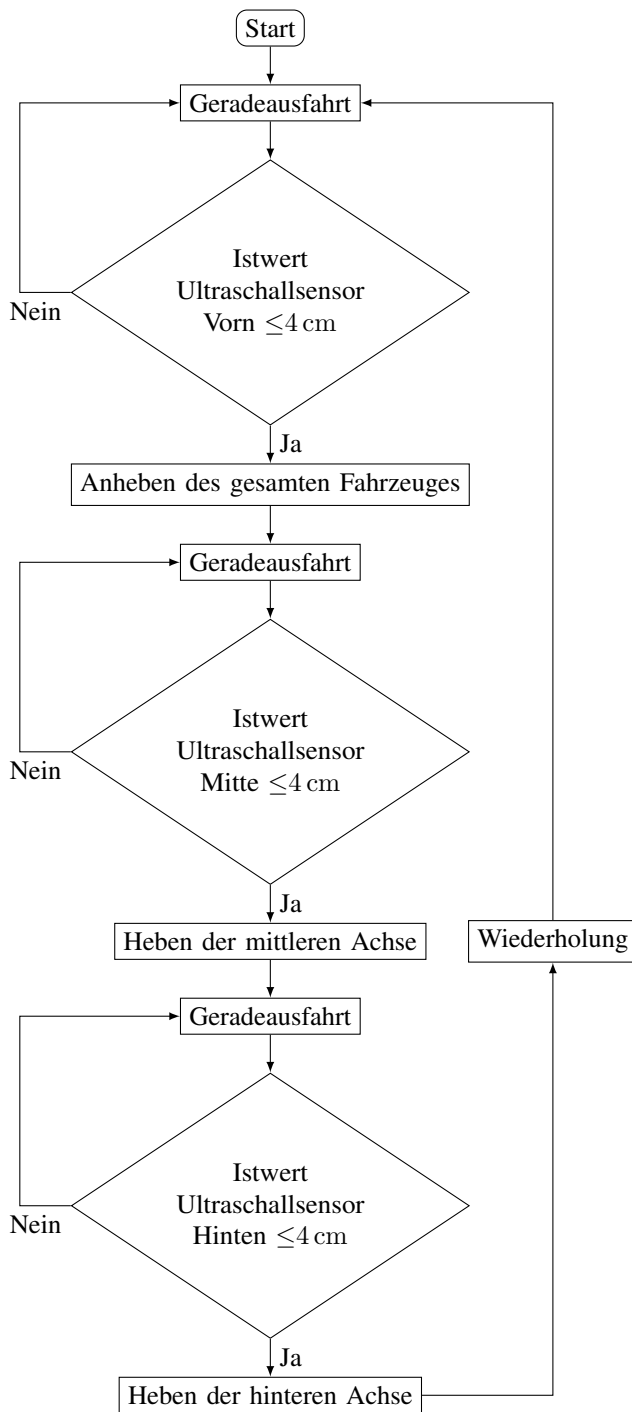 Start
Geradeausfahrt
Istwert
Ultraschallsensor
Vorn ≤4 cm
Nein
Ja
Anheben des gesamten Fahrzeuges
Geradeausfahrt
Istwert
Ultraschallsensor
Mitte ≤4 cm
Nein
Ja
Heben der mittleren Achse
Wiederholung
Geradeausfahrt
Istwert
Ultraschallsensor
Hinten ≤4 cm
Nein
Ja
Heben der hinteren Achse